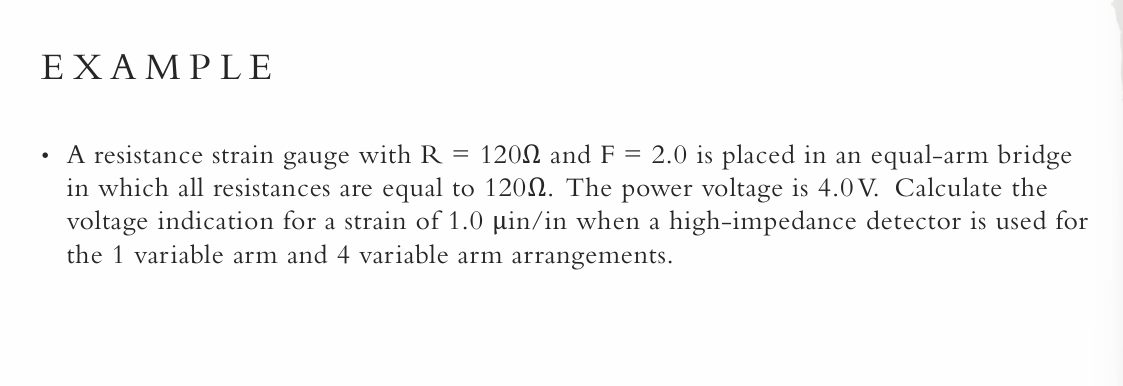 EXAMPLE
• A resistance strain gauge with R = 120Ω and F = 2.0 is placed in an equal-arm bridge
in which all resistances are equal to 120Ω. The power voltage is 4.0V. Calculate the
voltage indication for a strain of 1.0 μin/in when a high-impedance detector is used for
the 1 variable arm and 4 variable arm arrangements.